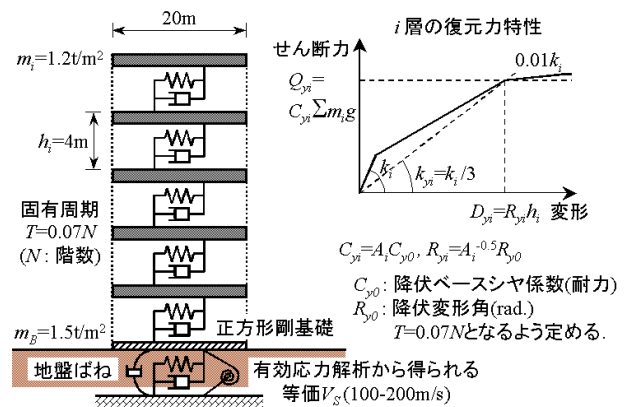 20m
m_i=1.2t/m²
h_i=4m
固有周期
T=0.07N
(N：階数)
m_B=1.5t/m²
正方形剛基礎
地盤ばね
有効応力解析から得られる
等価V_S(100-200m/s)
i 層の復元力特性
せん断力
0.01k_i
Q_yi=
C_yi∑m_ig
k_i
k_yi=k_i/3
D_yi=R_yih_i 変形
C_yi=A_iC_y0, R_yi=A_i^-0.5R_y0
C_y0：降伏ベースシヤ係数(耐力)
R_y0：降伏変形角(rad.)
T=0.07Nとなるよう定める.